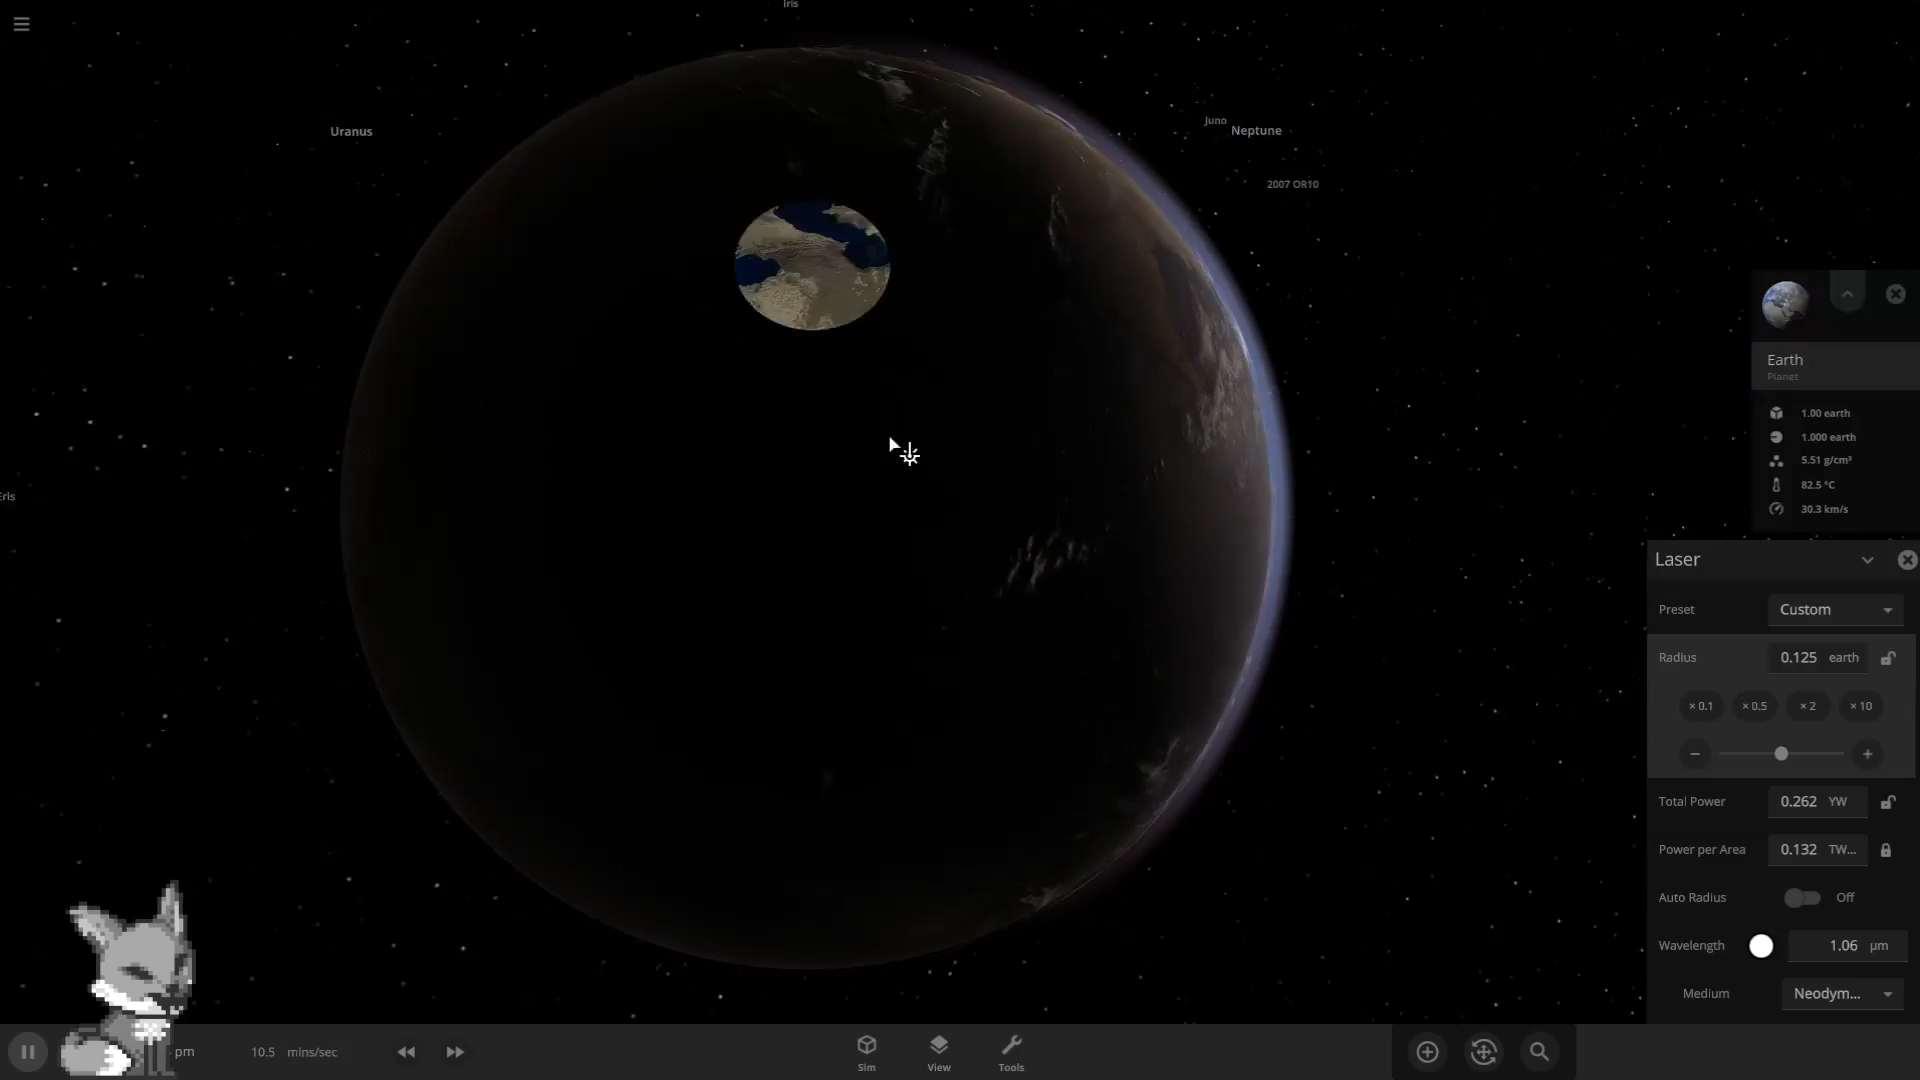 Iris
Uranus
Juno
Neptune
2007 OR10
Eris
Earth
Planet
1.00 earth
1.000 earth
5.51 g/cm³
82.5 °C
30.3 km/s
Laser
Preset
Custom
Radius
0.125 earth
× 0.1
× 0.5
× 2
× 10
Total Power
0.262 YW
Power per Area
0.132 TW...
Auto Radius
Off
Wavelength
1.06 µm
Medium
Neodym...
pm
10.5 mins/sec
Sim
View
Tools